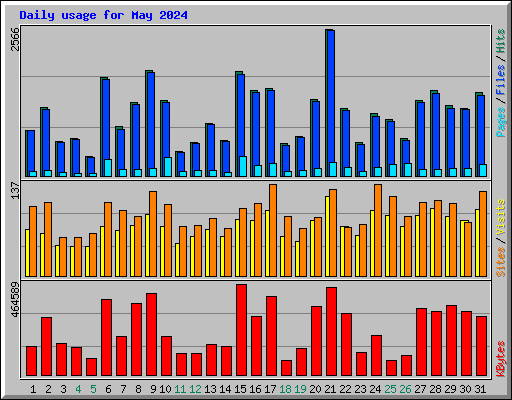 Daily usage for May 2024
2566
Pages / Files / Hits
137
Sites / Visits
464589
KBytes
1 2 3 4 5 6 7 8 9 10 11 12 13 14 15 16 17 18 19 20 21 22 23 24 25 26 27 28 29 30 31